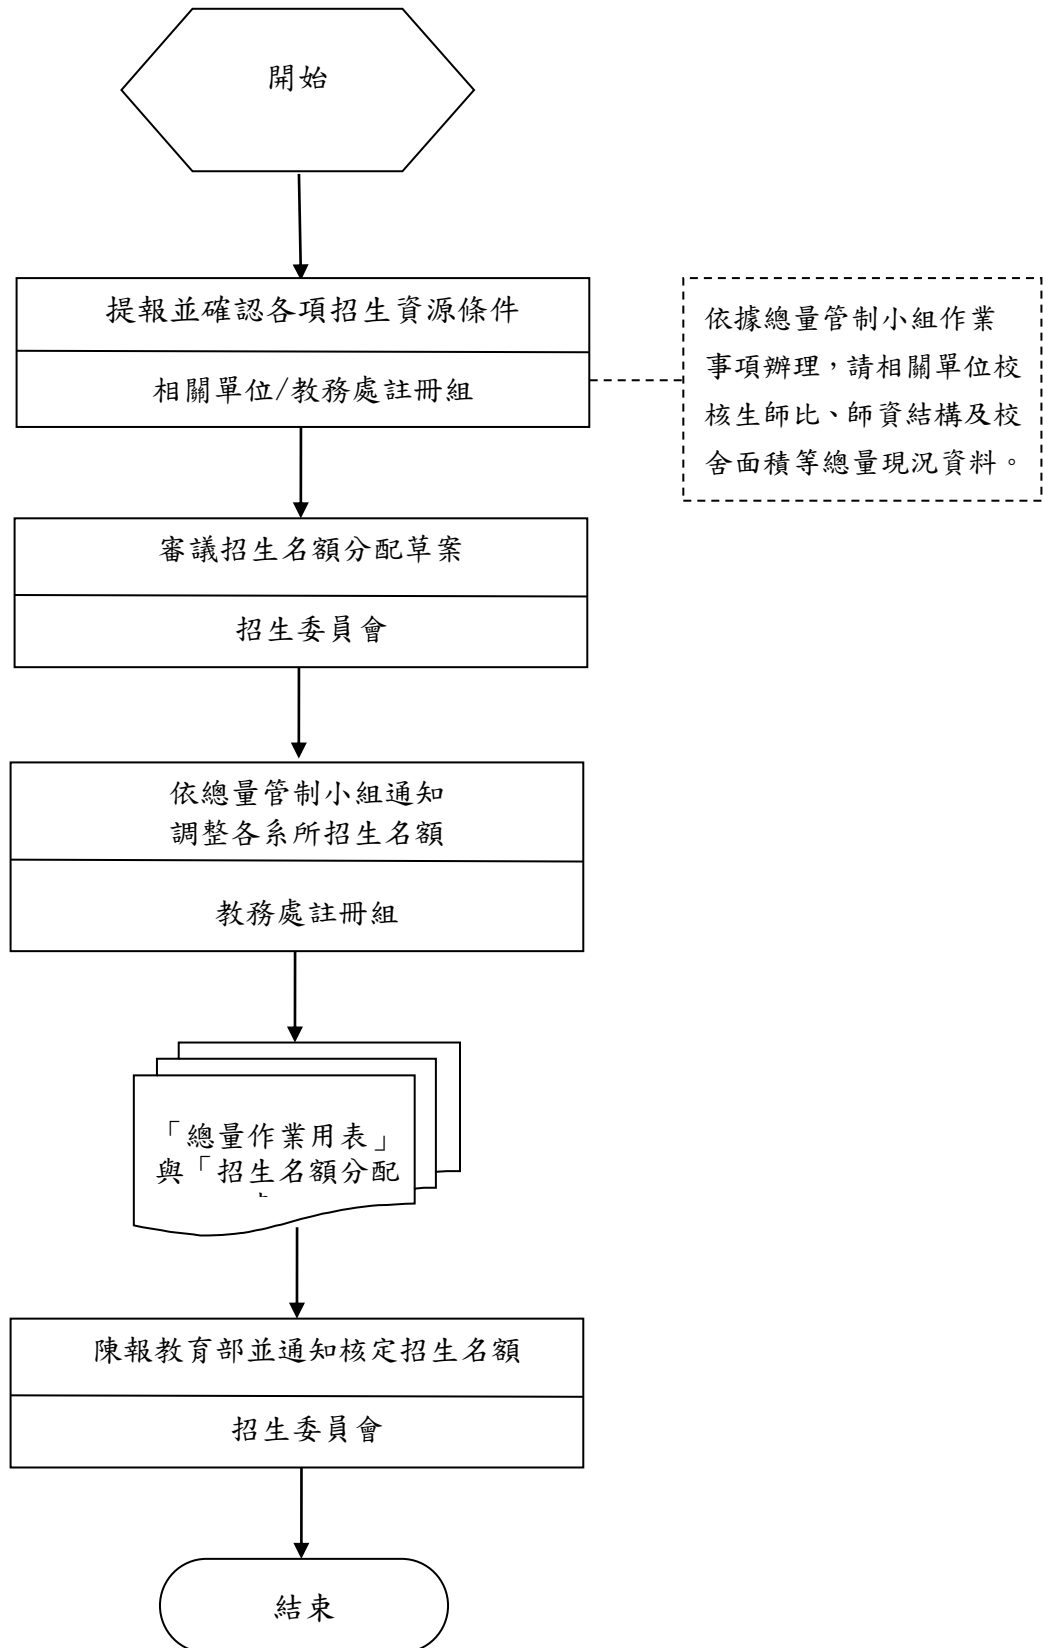 開始
提報並確認各項招生資源條件
相關單位/教務處註冊組
依據總量管制小組作業
事項辦理，請相關單位校
核生師比、師資結構及校
舍面積等總量現況資料。
審議招生名額分配草案
招生委員會
依總量管制小組通知
調整各系所招生名額
教務處註冊組
「總量作業用表」
與「招生名額分配
陳報教育部並通知核定招生名額
招生委員會
結束